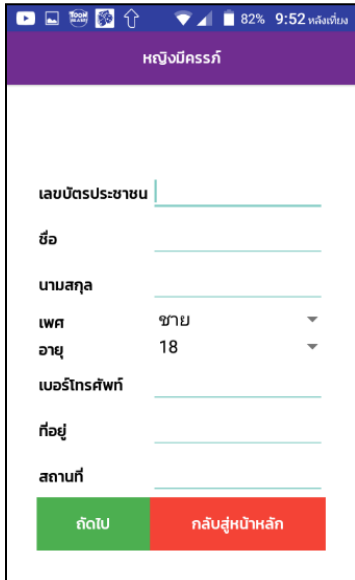 82% 9:52 หลังเที่ยง
หญิงมีครรภ์
เลขบัตรประชาชน
ชื่อ
นามสกุล
เพศ ชาย
อายุ 18
เบอร์โทรศัพท์
ที่อยู่
สถานที่
ถัดไป กลับสู่หน้าหลัก